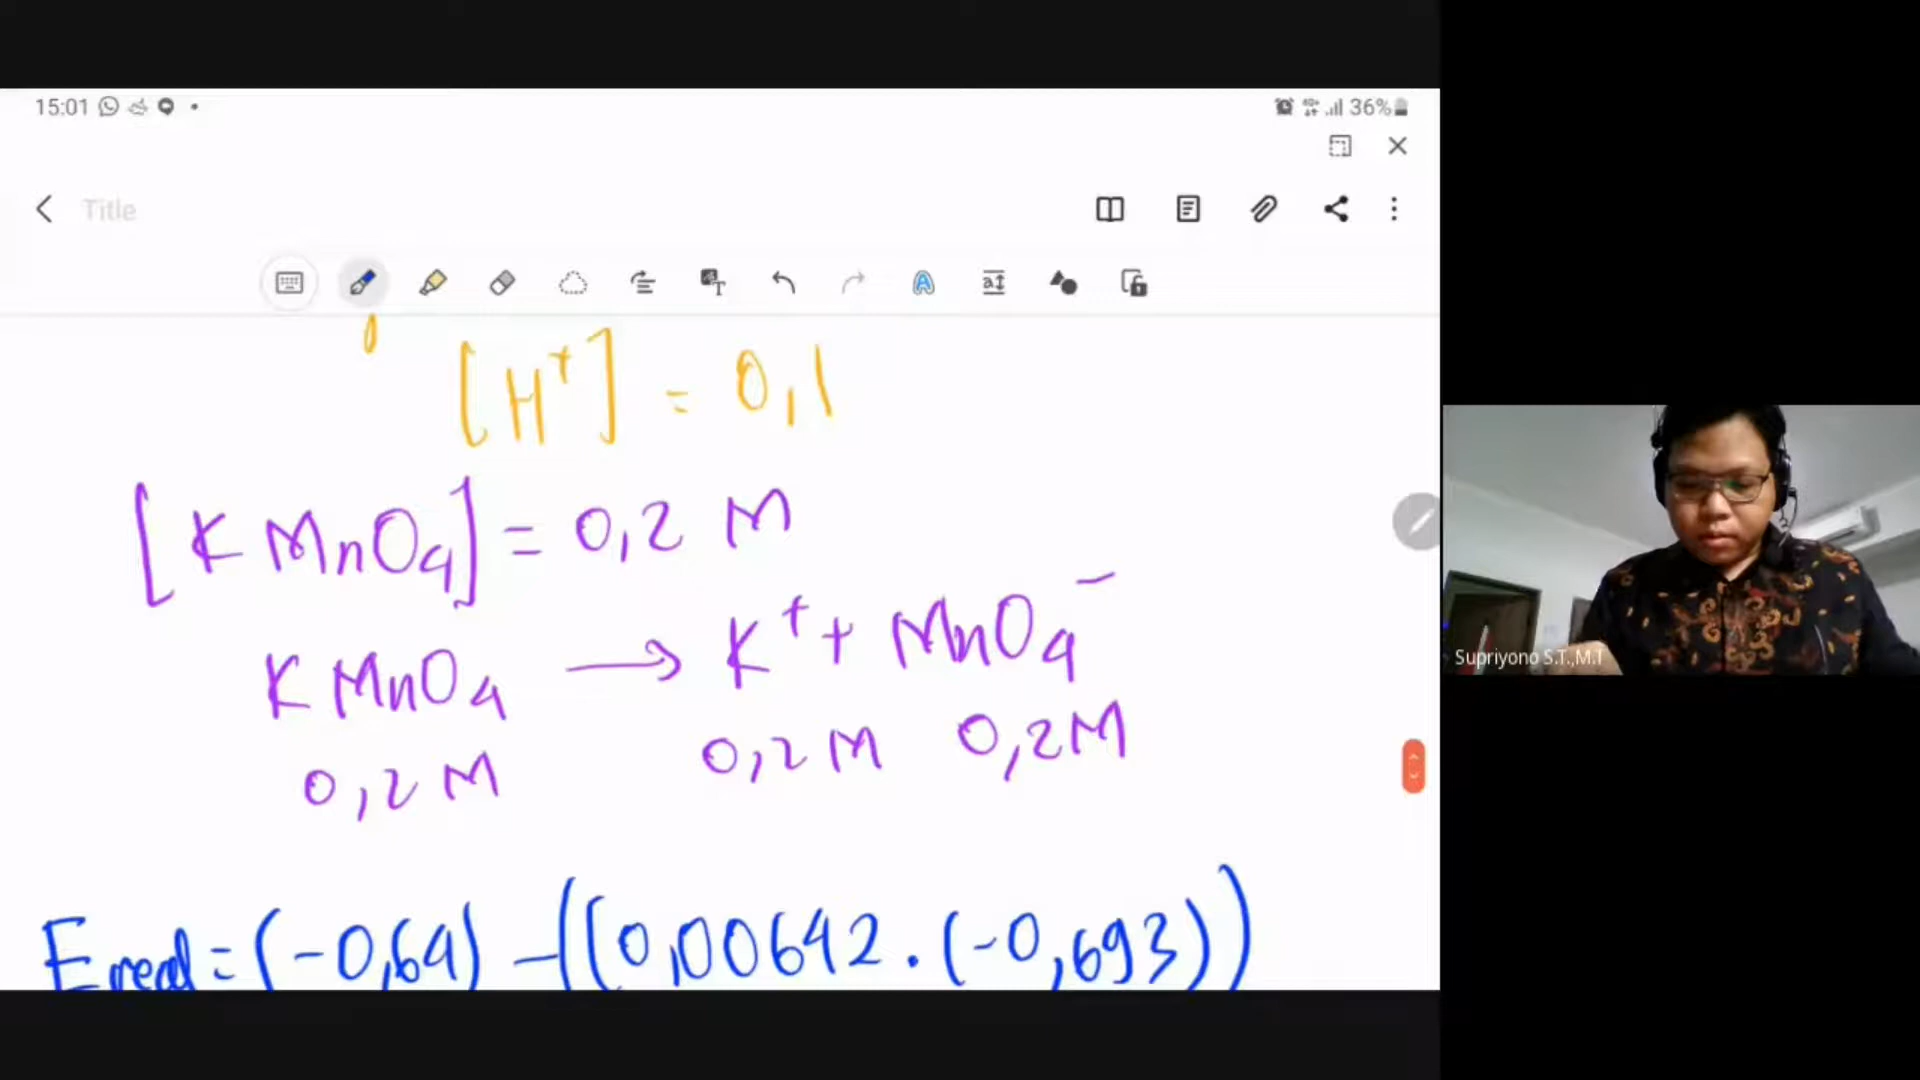 15:01
36%
Title
[H⁺] = 0,1
[KMnO₄] = 0,2 M
KMnO₄ → K⁺ + MnO₄⁻
0,2 M 0,2 M 0,2 M
Ered = (-0,64) - ((0,00642 . (-0,693))
Supriyono S.T.,M.T